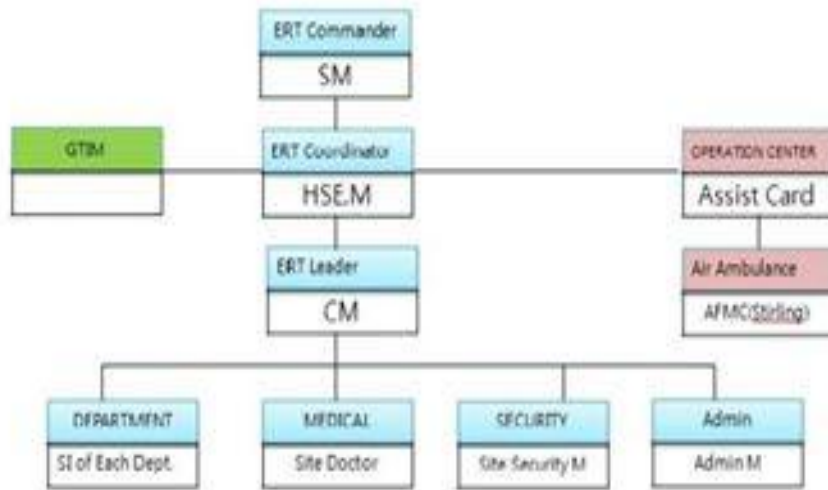 ERT Commander
SM
GTIM
ERT Coordinator
HSE.M
OPERATION CENTER
Assist Card
ERT Leader
CM
Air Ambulance
AFMC(Stirling)
DEPARTMENT
SI of Each Dept.
MEDICAL
Site Doctor
SECURITY
Site Security M
Admin
Admin M